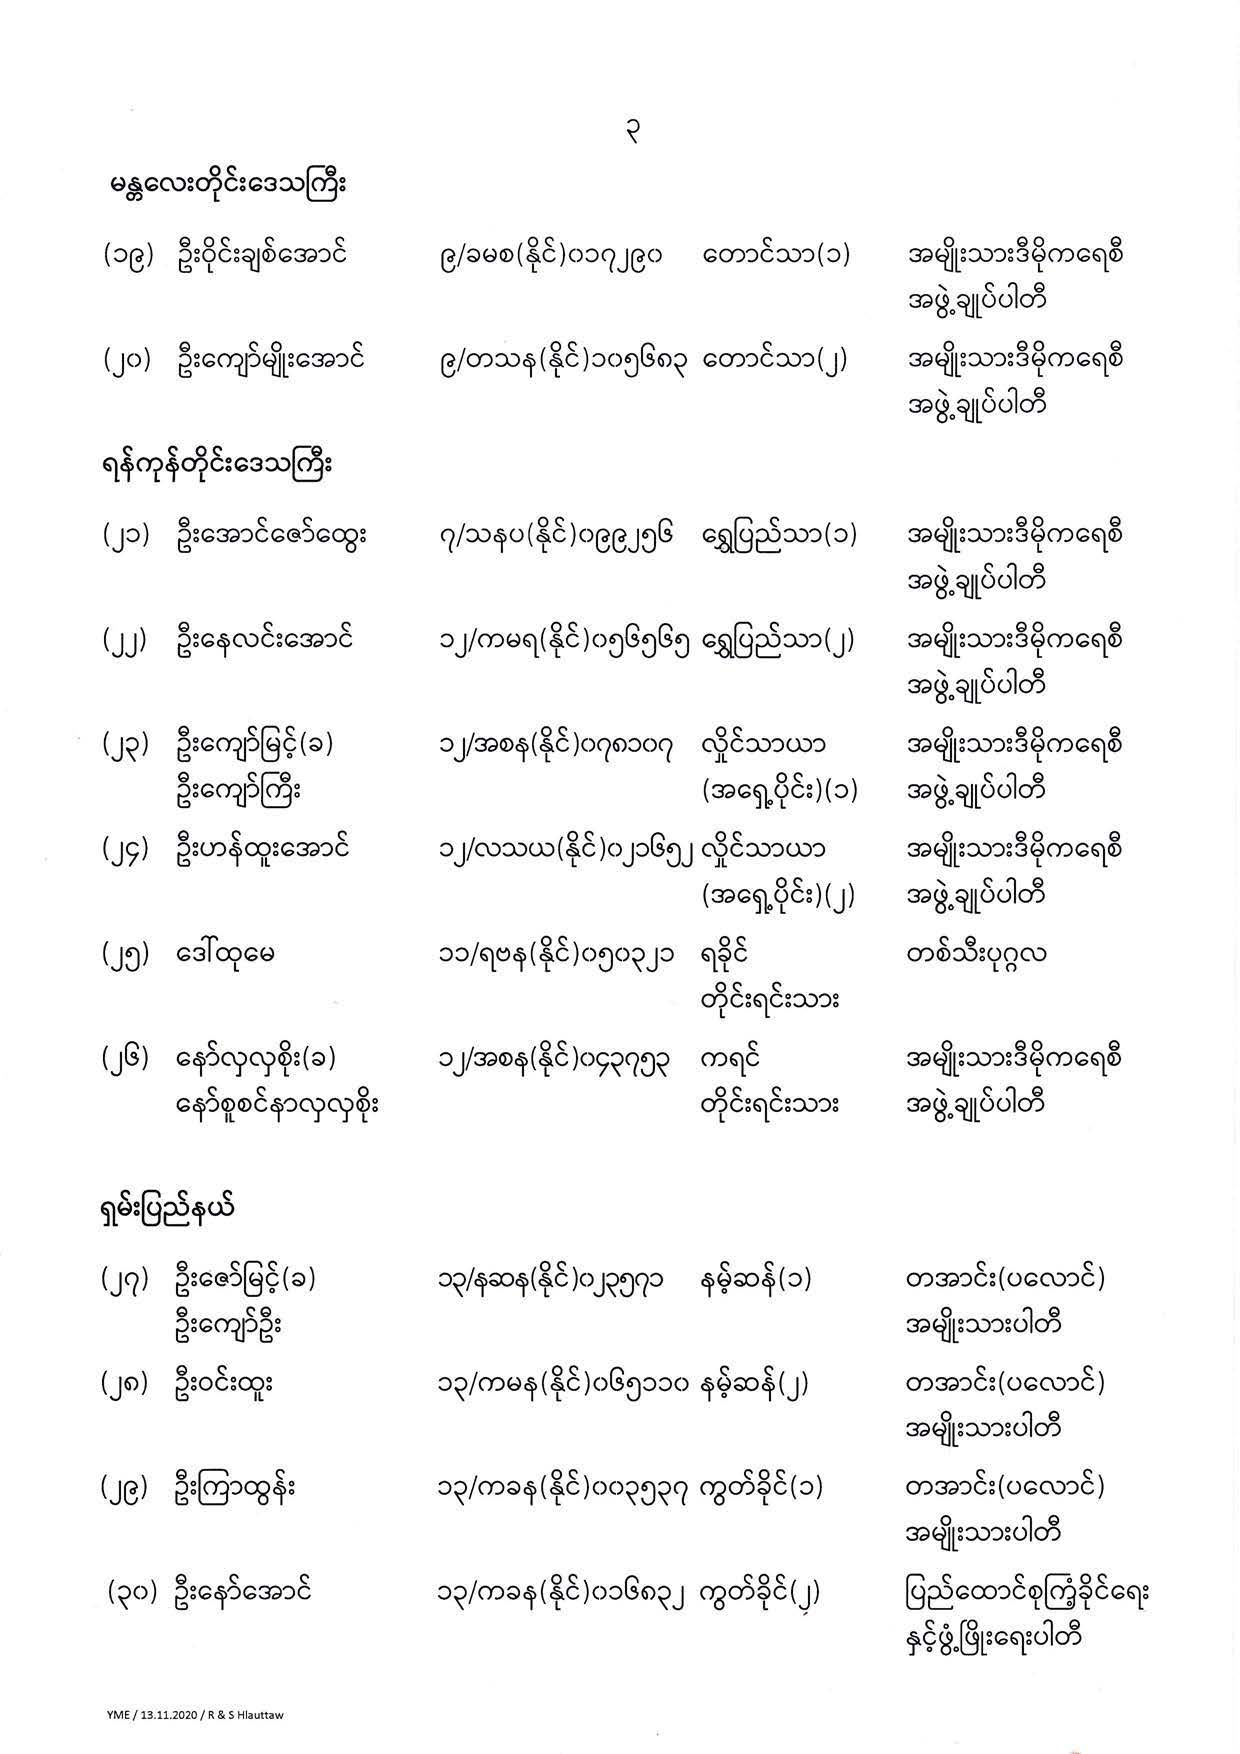 ၃
မန္တလေးတိုင်းဒေသကြီး
(၁၉) ဦးဝိုင်းချစ်အောင် ၉/ခမစ(နိုင်)၀၁၇၂၉၀ တောင်သာ(၁) အမျိုးသားဒီမိုကရေစီ
အဖွဲ့ချုပ်ပါတီ
(၂၀) ဦးကျော်မျိုးအောင် ၉/တသန(နိုင်)၁၀၅၆၈၃ တောင်သာ(၂) အမျိုးသားဒီမိုကရေစီ
အဖွဲ့ချုပ်ပါတီ
ရန်ကုန်တိုင်းဒေသကြီး
(၂၁) ဦးအောင်ဇော်ထွေး ၇/သနပ(နိုင်)၀၉၉၂၅၆ ရွှေပြည်သာ(၁) အမျိုးသားဒီမိုကရေစီ
အဖွဲ့ချုပ်ပါတီ
(၂၂) ဦးနေလင်းအောင် ၁၂/ကမရ(နိုင်)၀၅၆၅၆၅ ရွှေပြည်သာ(၂) အမျိုးသားဒီမိုကရေစီ
အဖွဲ့ချုပ်ပါတီ
(၂၃) ဦးကျော်မြင့်(ခ) ၁၂/အစန(နိုင်)၀၇၈၁၀၇ လှိုင်သာယာ အမျိုးသားဒီမိုကရေစီ
ဦးကျော်ကြီး (အရှေ့ပိုင်း)(၁) အဖွဲ့ချုပ်ပါတီ
(၂၄) ဦးဟန်ထူးအောင် ၁၂/လသယ(နိုင်)၀၂၁၆၅၂ လှိုင်သာယာ အမျိုးသားဒီမိုကရေစီ
(အရှေ့ပိုင်း)(၂) အဖွဲ့ချုပ်ပါတီ
(၂၅) ဒေါ်ထုမေ ၁၁/ရဗန(နိုင်)၀၅၀၃၂၁ ရခိုင် တစ်သီးပုဂ္ဂလ
တိုင်းရင်းသား
(၂၆) နော်လှလှစိုး(ခ) ၁၂/အစန(နိုင်)၀၄၃၇၅၃ ကရင် အမျိုးသားဒီမိုကရေစီ
နော်စူစင်နာလှလှစိုး တိုင်းရင်းသား အဖွဲ့ချုပ်ပါတီ
ရှမ်းပြည်နယ်
(၂၇) ဦးဇော်မြင့်(ခ) ၁၃/နဆန(နိုင်)၀၂၃၅၇၁ နမ့်ဆန်(၁) တအာင်း(ပလောင်)
ဦးကျော်ဦး အမျိုးသားပါတီ
(၂၈) ဦးဝင်းထူး ၁၃/ကမန(နိုင်)၀၆၅၁၁၀ နမ့်ဆန်(၂) တအာင်း(ပလောင်)
အမျိုးသားပါတီ
(၂၉) ဦးကြာထွန်း ၁၃/ကခန(နိုင်)၀၀၃၅၃၇ ကွတ်ခိုင်(၁) တအာင်း(ပလောင်)
အမျိုးသားပါတီ
(၃၀) ဦးနော်အောင် ၁၃/ကခန(နိုင်)၀၁၆၈၃၂ ကွတ်ခိုင်(၂) ပြည်ထောင်စုကြံ့ခိုင်ရေး
နှင့်ဖွံ့ဖြိုးရေးပါတီ
YME / 13.11.2020 / R & S Hlauttaw